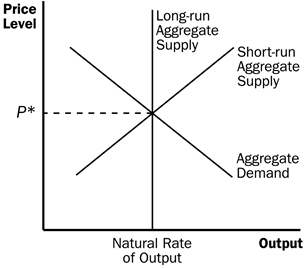 Price
Level
Long-run
Aggregate
Supply
Short-run
Aggregate
Supply
P*
Aggregate
Demand
Natural Rate
of Output
Output